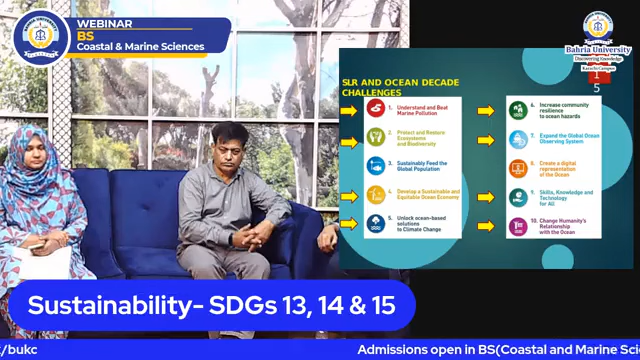 WEBINAR
BS
Coastal & Marine Sciences
Bahria University
Discovering Knowledge
Karachi Campus
1
5
SLR AND OCEAN DECADE
CHALLENGES
1. Understand and Beat
Marine Pollution
2. Protect and Restore
Ecosystems
and Biodiversity
3. Sustainably Feed the
Global Population
4. Develop a Sustainable and
Equitable Ocean Economy
5. Unlock ocean-based
solutions
to Climate Change
6. Increase community
resilience
to ocean hazards
7. Expand the Global Ocean
Observing System
8. Create a digital
representation
of the Ocean
9. Skills, Knowledge and
Technology
for All
10. Change Humanity's
Relationship
with the Ocean
Sustainability- SDGs 13, 14 & 15
/bukc
Admissions open in BS(Coastal and Marine Scie